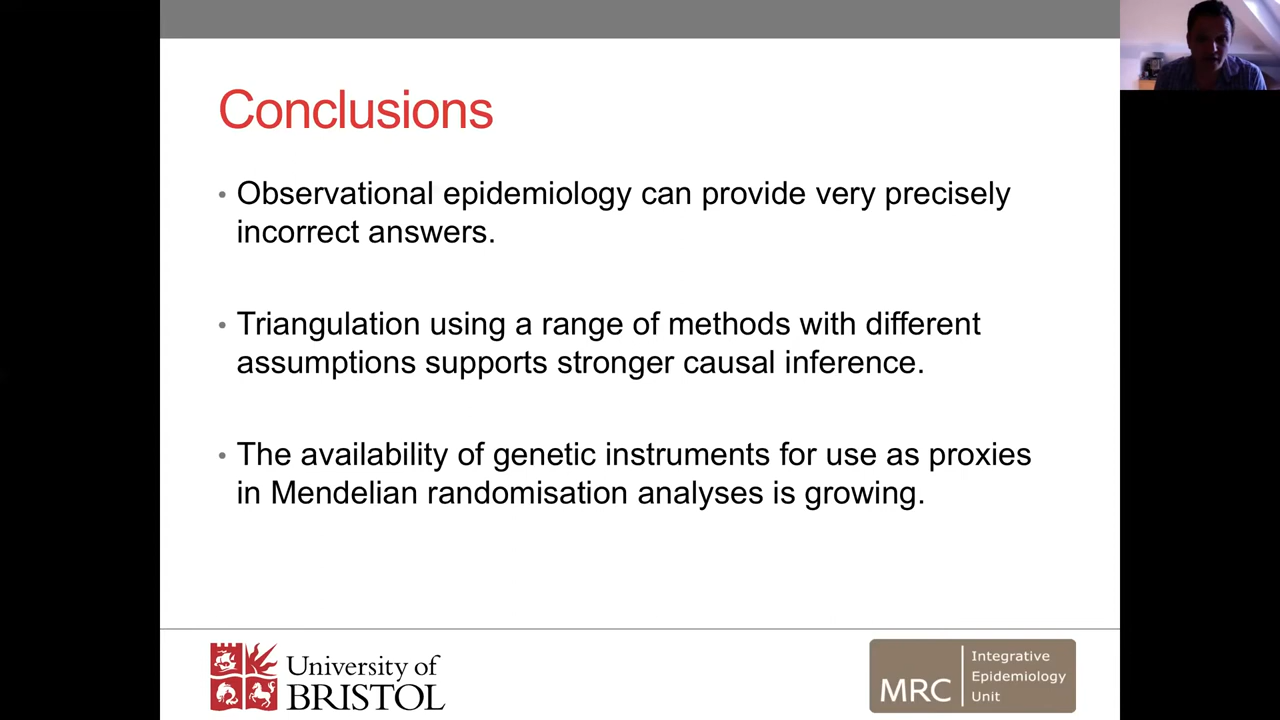 Conclusions
• Observational epidemiology can provide very precisely
incorrect answers.
• Triangulation using a range of methods with different
assumptions supports stronger causal inference.
• The availability of genetic instruments for use as proxies
in Mendelian randomisation analyses is growing.
University of
BRISTOL
MRC
Integrative
Epidemiology
Unit